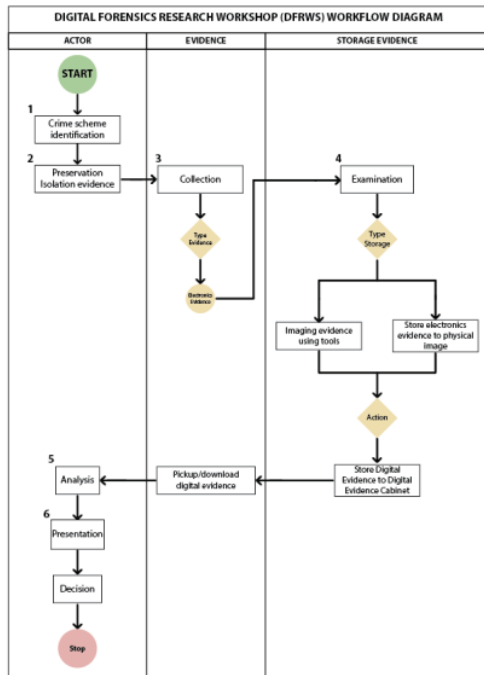 DIGITAL FORENSICS RESEARCH WORKSHOP (DFRWS) WORKFLOW DIAGRAM
ACTOR
EVIDENCE
STORAGE EVIDENCE
START
1
Crime scheme
identification
2
Preservation
Isolation evidence
3
Collection
4
Examination
Type
Evidence
Electronics
Evidence
Type
Storage
Imaging evidence
using tools
Store electronics
evidence to physical
image
Action
Store Digital
Evidence to Digital
Evidence Cabinet
Pickup/download
digital evidence
5
Analysis
6
Presentation
Decision
Stop